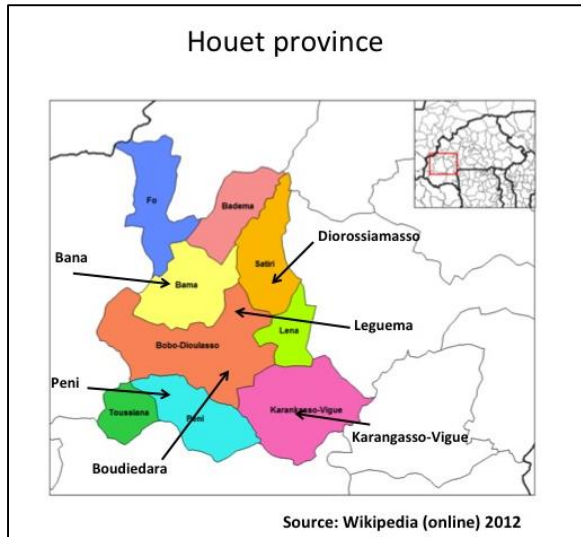 Houet province
Fo
Badema
Diorossiamasso
Bana
Satiri
Bama
Leguema
Lena
Bobo-Dioulasso
Peni
Toussiana
Peni
Karankasso-Vigue
Karangasso-Vigue
Boudiedara
Source: Wikipedia (online) 2012